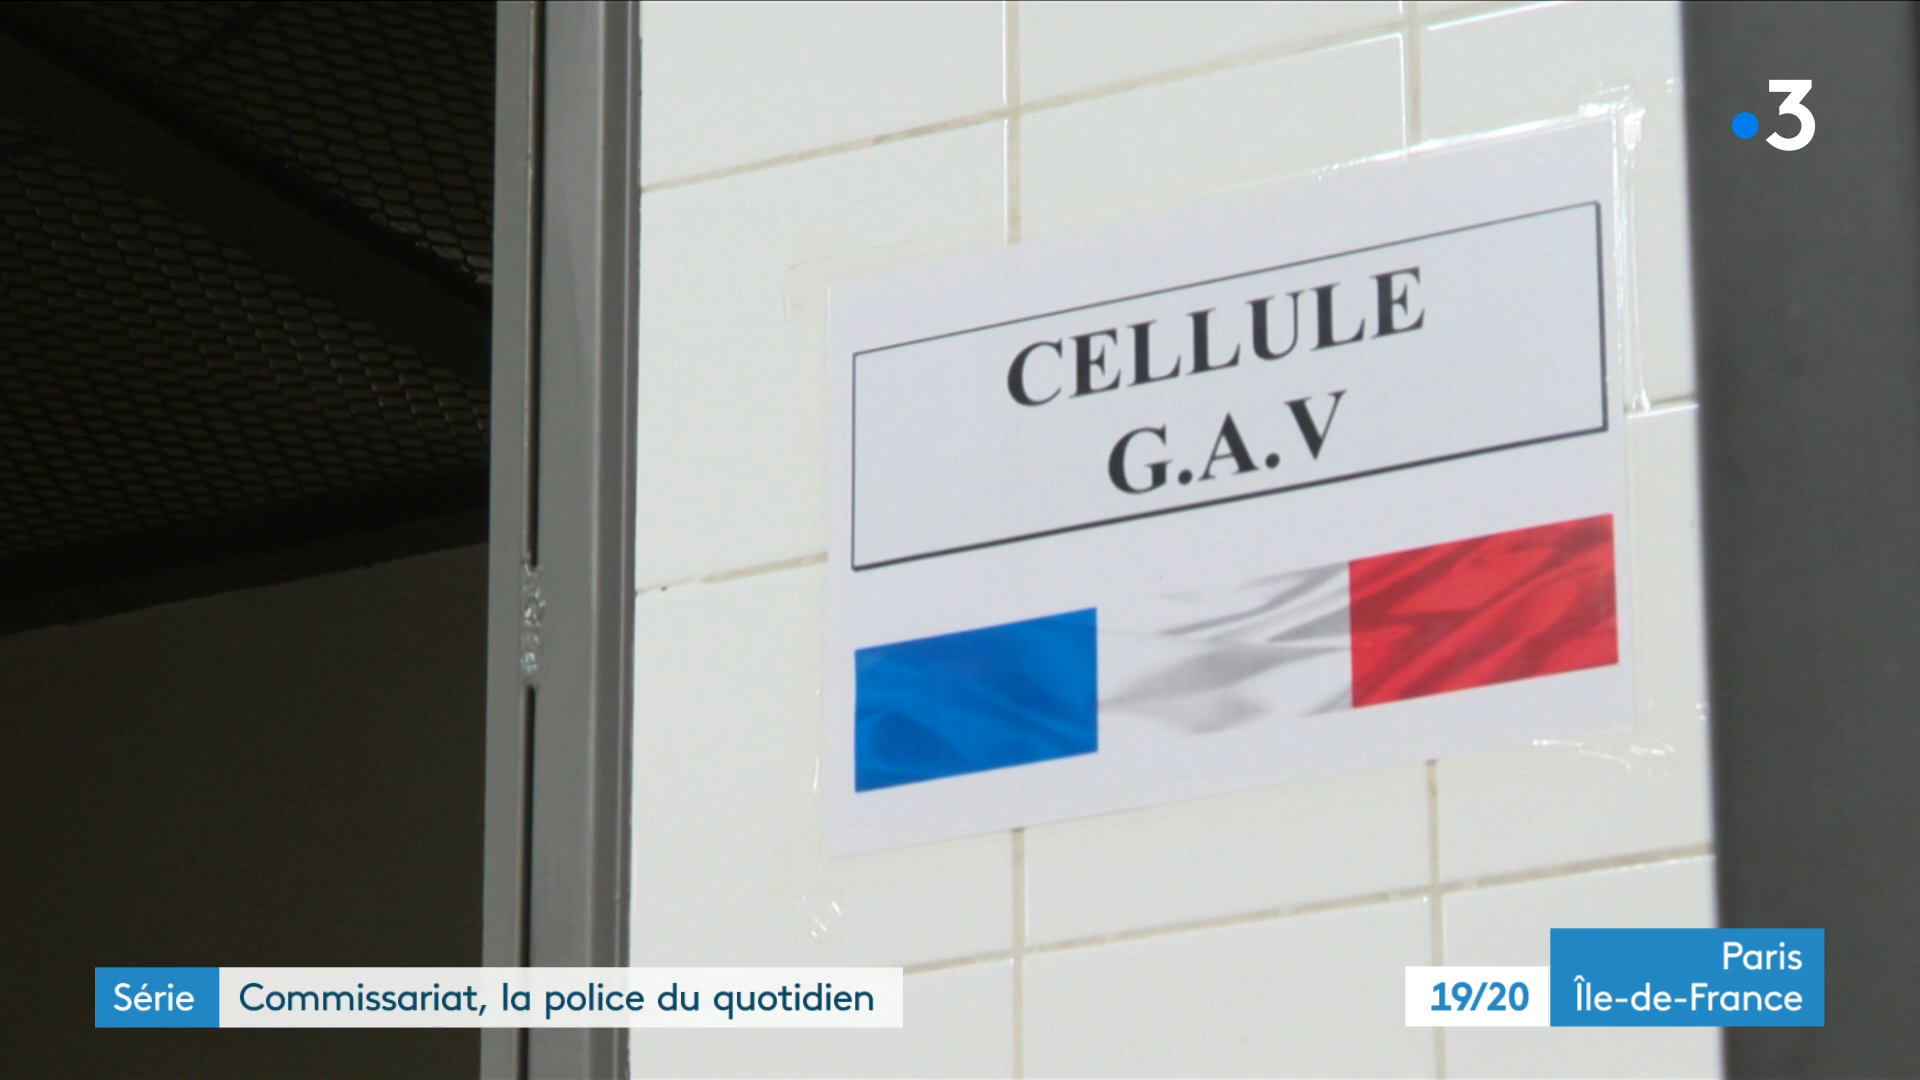 3
CELLULE
G.A.V
Série
Commissariat, la police du quotidien
19/20
Paris
Île-de-France